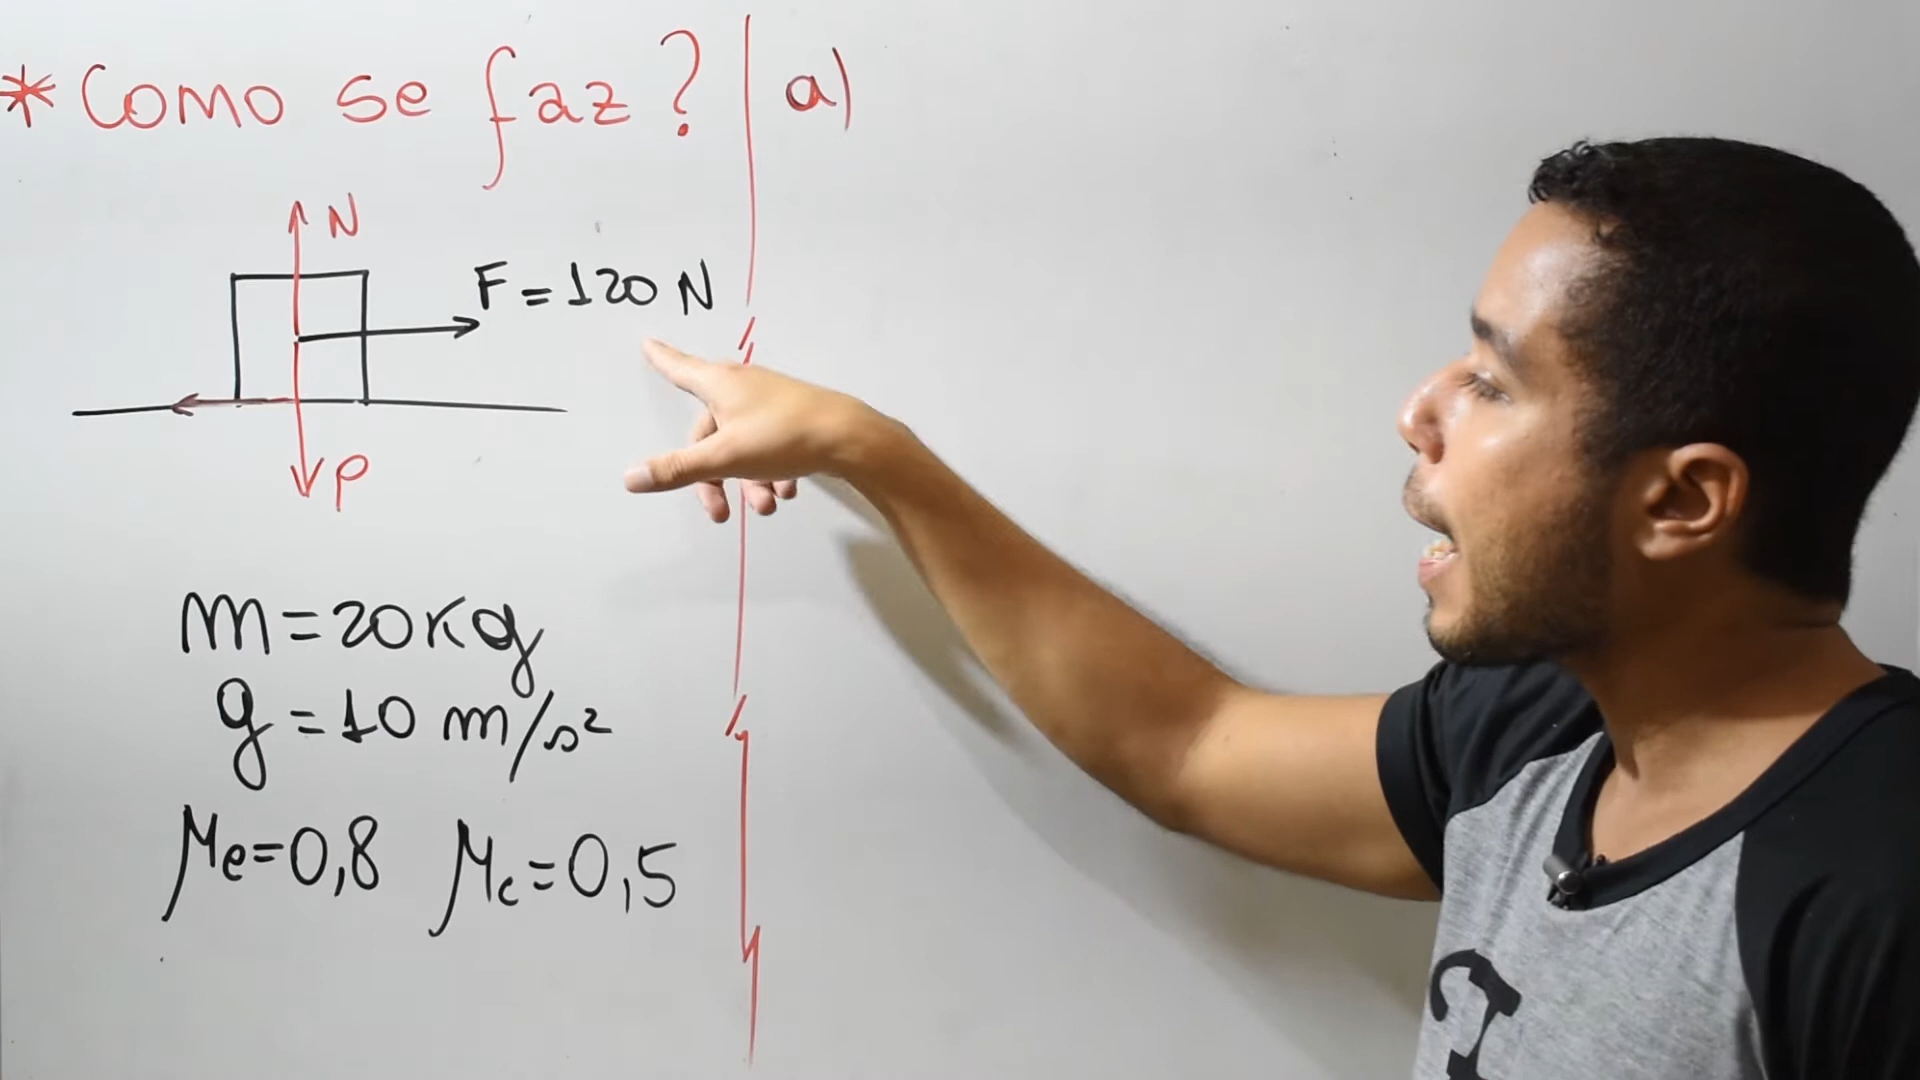 * Como se faz? a)
N
F = 120 N
P
m = 20 Kg
g = 10 m/s²
μe = 0,8 μc = 0,5